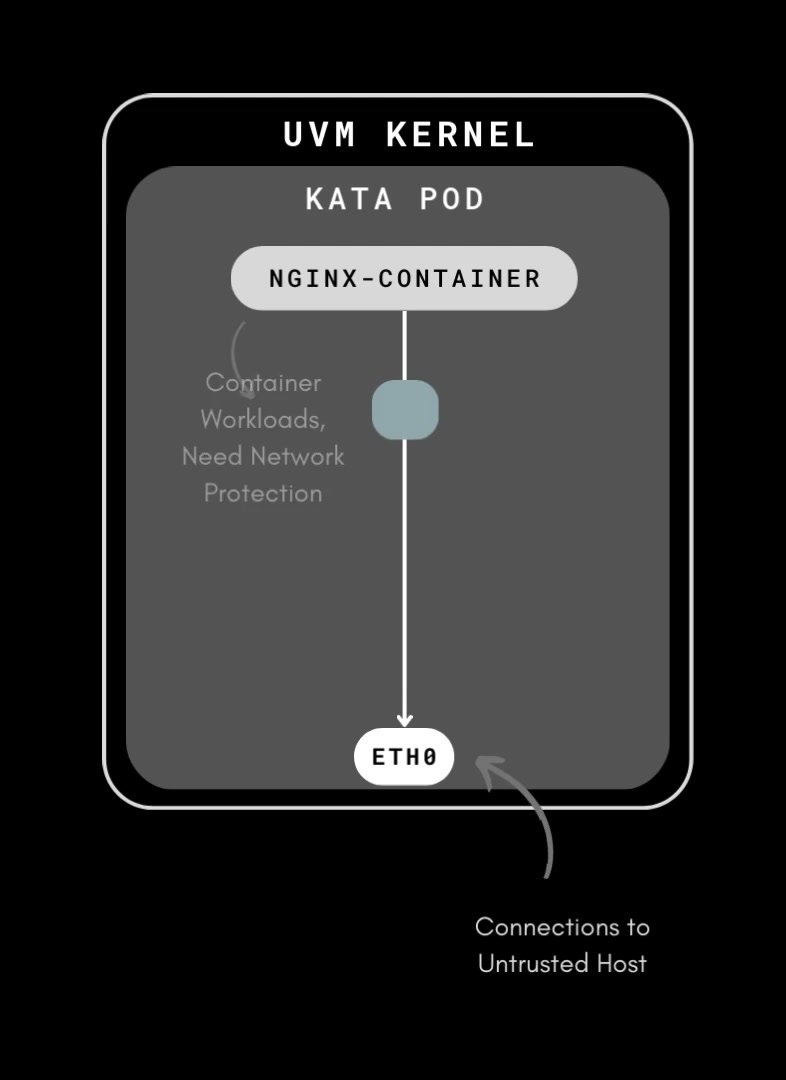 UVM KERNEL
KATA POD
NGINX-CONTAINER
Container
Workloads,
Need Network
Protection
ETH0
Connections to
Untrusted Host